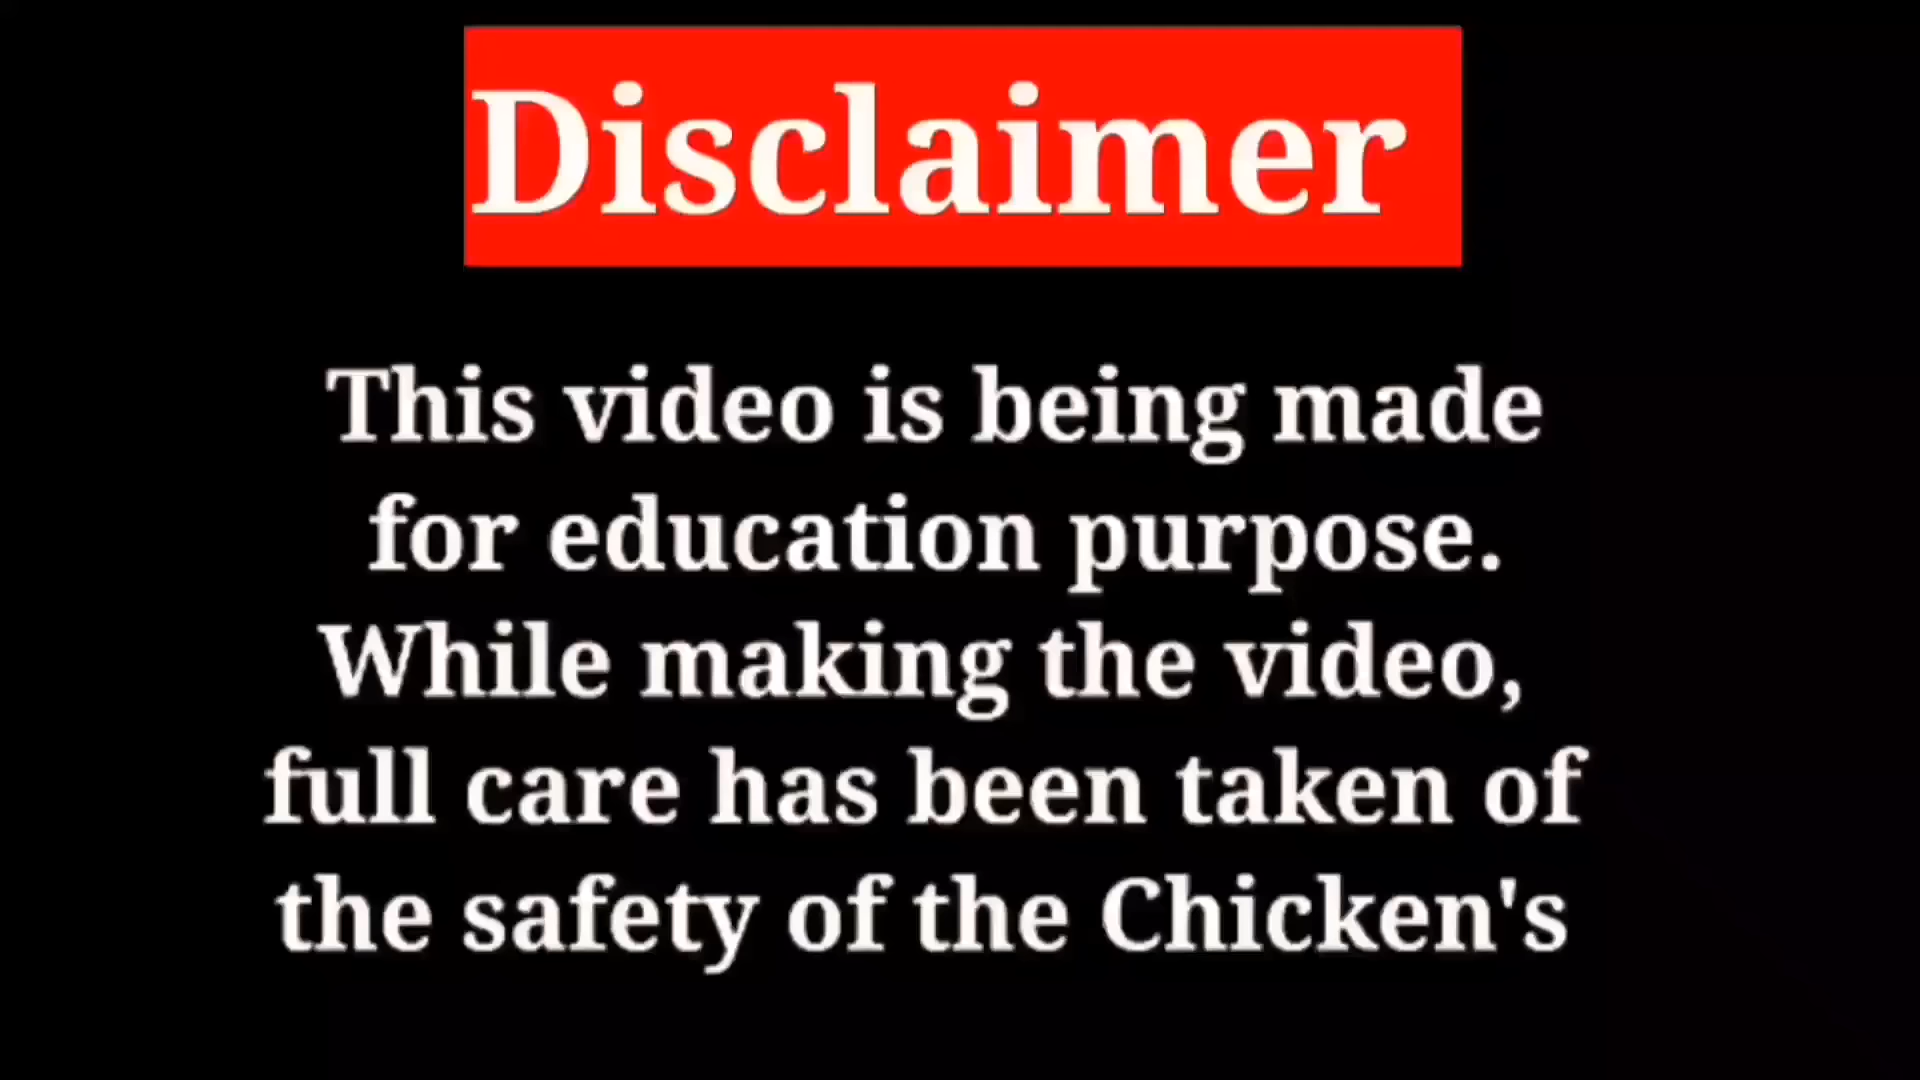 Disclaimer
This video is being made
for education purpose.
While making the video,
full care has been taken of
the safety of the Chicken's